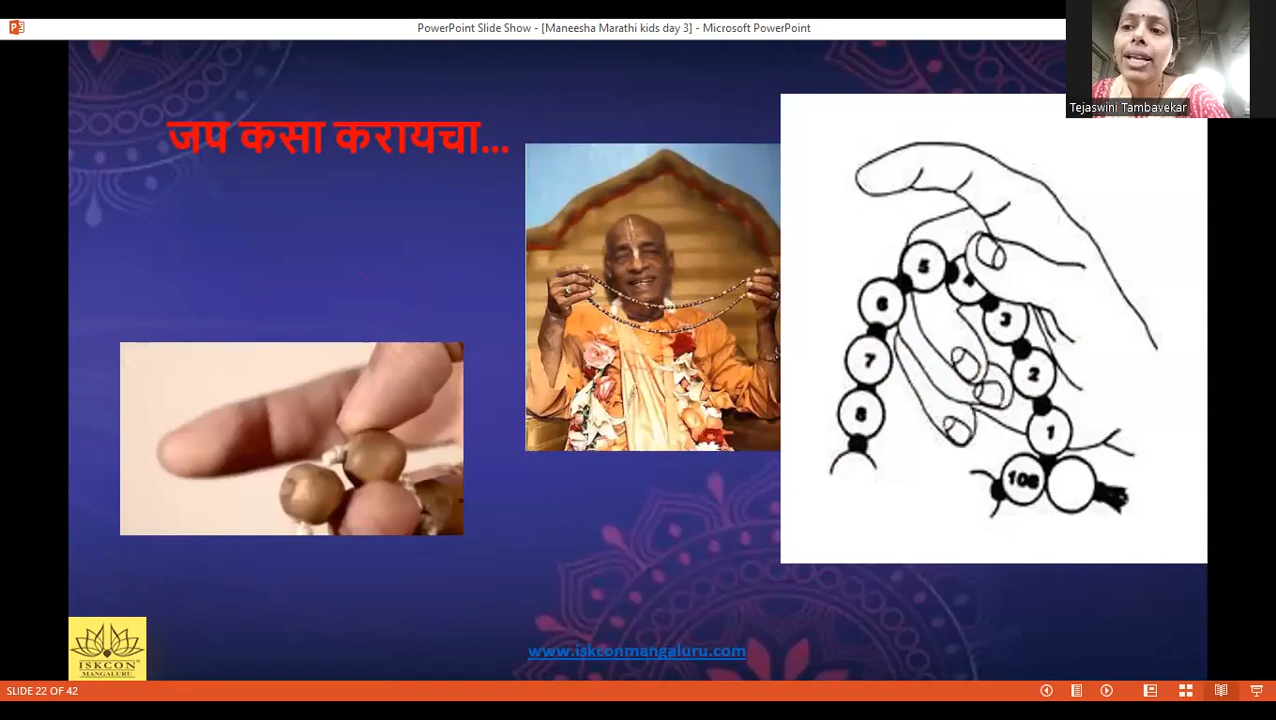 PowerPoint Slide Show - [Maneesha Marathi kids day 3] - Microsoft PowerPoint
Tejaswini Tambavekar
जप कसा करायचा...
5
4
6
3
7
2
8
1
108
ISKCON
MANGALURU
www.iskconmangaluru.com
SLIDE 22 OF 42